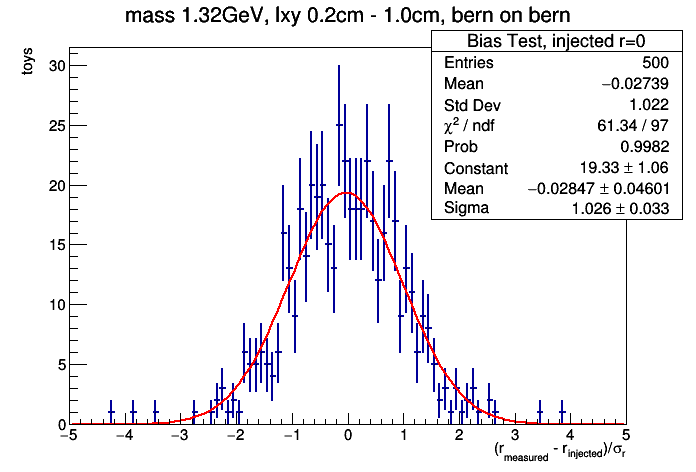 mass 1.32GeV, lxy 0.2cm - 1.0cm, bern on bern
toys
Bias Test, injected r=0
Entries 500
Mean −0.02739
Std Dev 1.022
χ² / ndf 61.34 / 97
Prob 0.9982
Constant 19.33 ± 1.06
Mean −0.02847 ± 0.04601
Sigma 1.026 ± 0.033
30
25
20
15
10
5
0
−5 −4 −3 −2 −1 0 1 2 3 4 5
(r_measured - r_injected)/σ_r